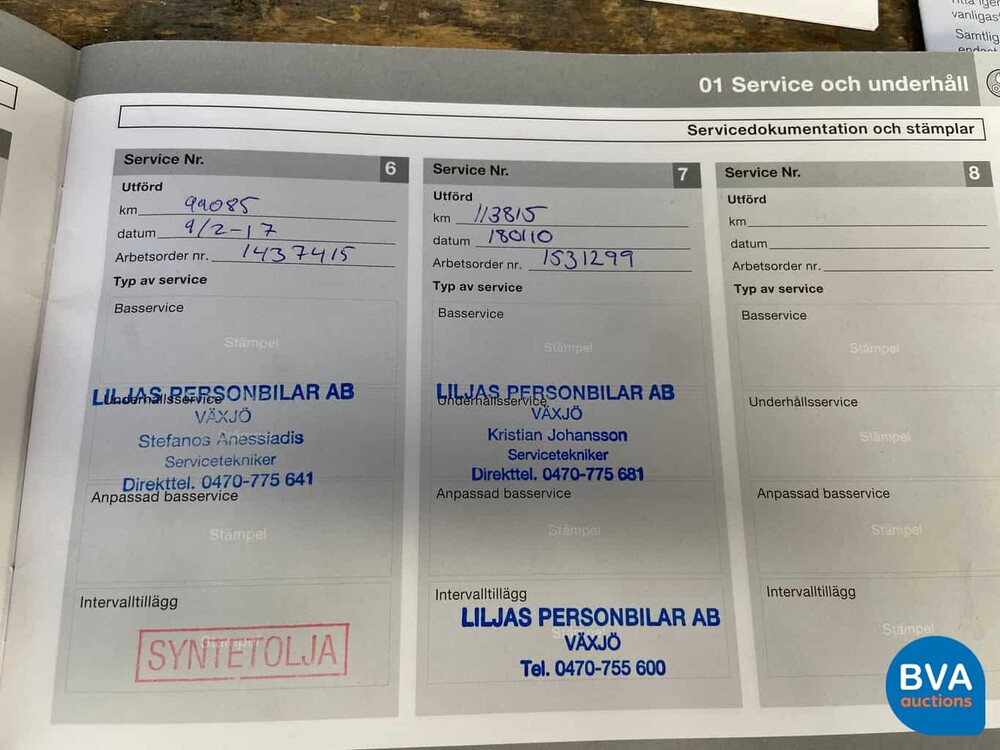 vanligas
Samtlig
01 Service och underhåll
Servicedokumentation och stämplar
Service Nr. 6
Utförd
km 99085
datum 9/2-17
Arbetsorder nr. 1437415
Typ av service
Basservice
Stämpel
LILJAS PERSONBILAR AB
Underhållsservice
VÄXJÖ
Stefanos Anessiadis
Servicetekniker
Direkttel. 0470-775 641
Anpassad basservice
Stämpel
Intervalltillägg
Stämpel
SYNTETOLJA
Service Nr. 7
Utförd
km 113815
datum 180110
Arbetsorder nr. 1531299
Typ av service
Basservice
Stämpel
LILJAS PERSONBILAR AB
Underhållsservice
VÄXJÖ
Kristian Johansson
Servicetekniker
Direkttel. 0470-775 681
Anpassad basservice
Stämpel
Intervalltillägg
LILJAS PERSONBILAR AB
Stämpel
VÄXJÖ
Tel. 0470-755 600
Service Nr. 8
Utförd
km
datum
Arbetsorder nr.
Typ av service
Basservice
Stämpel
Underhållsservice
Stämpel
Anpassad basservice
Stämpel
Intervalltillägg
Stämpel
BVA
auctions